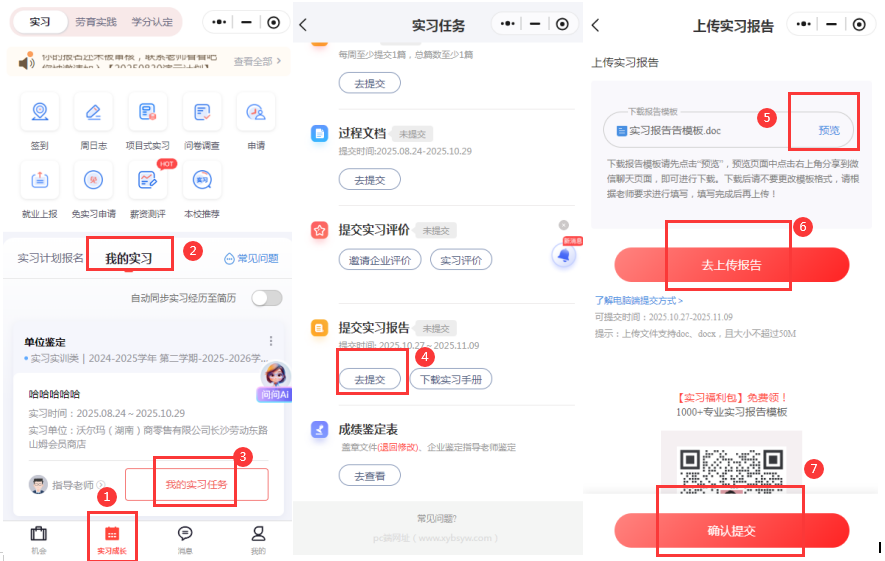 实习 劳育实践 学分认定
你的报名还未被审核，联系老师看看吧
查看全部 >
签到 周日志 项目式实习 问卷调查 申请
HOT
就业上报 免实习申请 薪资测评 本校推荐
实习计划报名 我的实习 2 常见问题
自动同步实习经历至简历
单位鉴定
实习实训类 | 2024-2025学年 第二学期-2025-2026学...
问问AI
哈哈哈哈哈
实习时间：2025.08.24～2025.10.29
实习单位：沃尔玛（湖南）商零售有限公司长沙劳动东路
山姆会员商店
3
指导老师 我的实习任务
1
机会 实习成长 消息 我的
实习任务
每周至少提交1篇，总篇数至少1篇
去提交
过程文档 未提交
提交时间:2025.08.24-2025.10.29
去提交
提交实习评价 未提交
新消息
邀请企业评价 实习评价
提交实习报告 未提交
提交时间: 2025.10.27～2025.11.09
4
去提交 下载实习手册
成绩鉴定表
盖章文件(退回修改)、企业鉴定指导老师鉴定
去查看
常见问题?
pc端网址（www.xybsyw.com）
上传实习报告
上传实习报告
下载报告模板
5
实习报告告模板.doc 预览
下载报告模板请先点击“预览”，预览页面中点击右上角分享到微
信聊天页面，即可进行下载。下载后请不要更改模板格式，请根
据老师要求进行填写，填写完成后再上传！
6
去上传报告
了解电脑端提交方式 >
可提交时间：2025.10.27-2025.11.09
提示：上传文件支持doc、docx，且大小不超过50M
【实习福利包】免费领！
1000+专业实习报告模板
7
确认提交